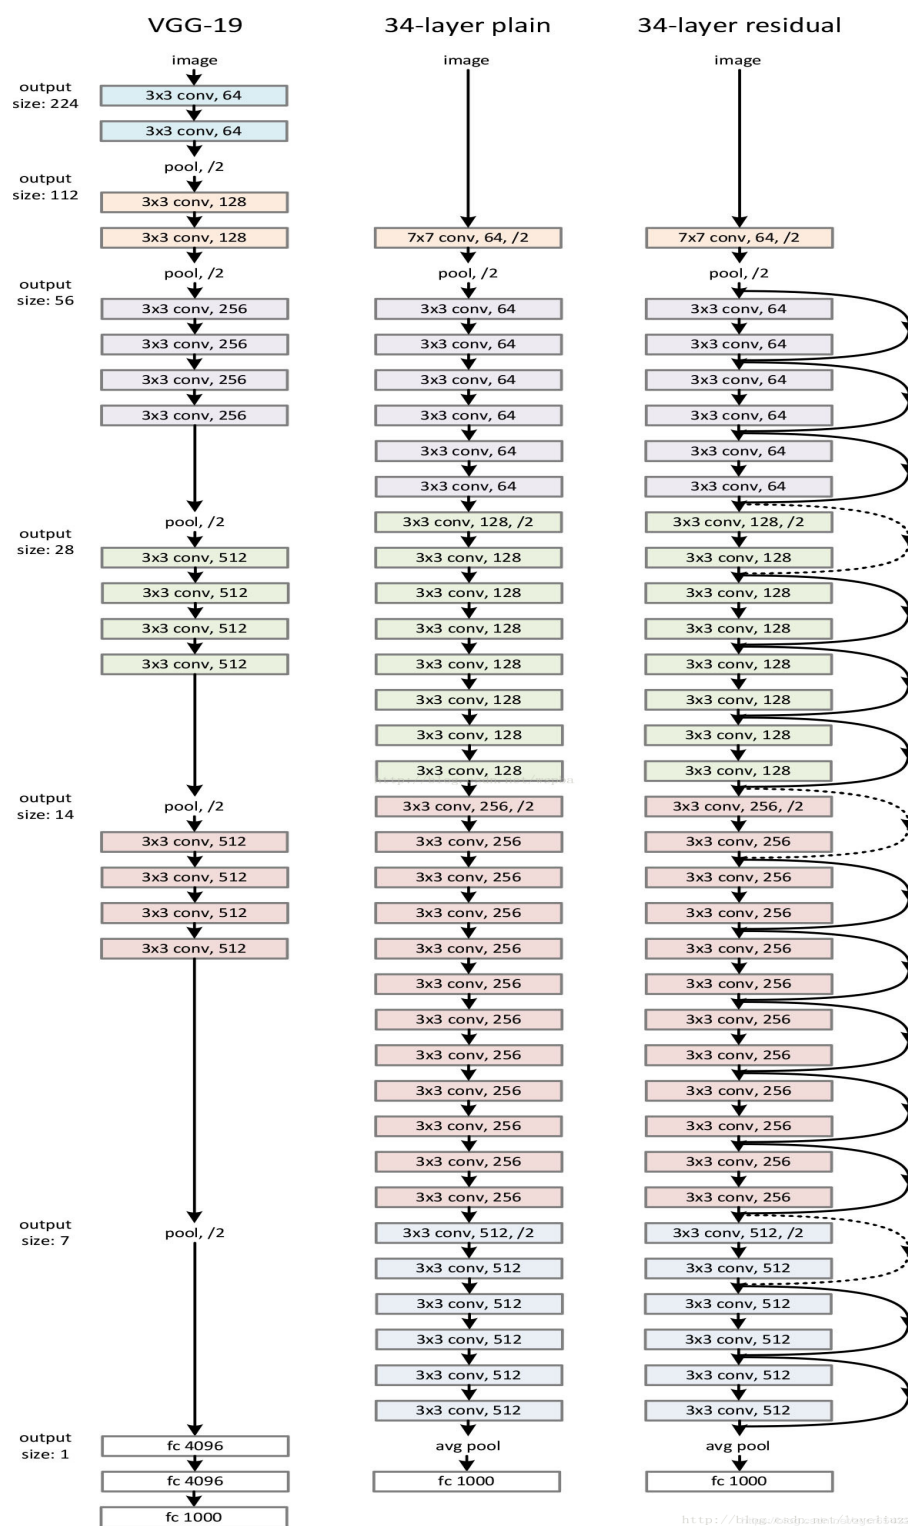 output
size: 224
output
size: 112
output
size: 56
output
size: 28
output
size: 14
output
size: 7
output
size: 1
VGG-19
image
3x3 conv, 64
3x3 conv, 64
pool, /2
3x3 conv, 128
3x3 conv, 128
pool, /2
3x3 conv, 256
3x3 conv, 256
3x3 conv, 256
3x3 conv, 256
pool, /2
3x3 conv, 512
3x3 conv, 512
3x3 conv, 512
3x3 conv, 512
pool, /2
3x3 conv, 512
3x3 conv, 512
3x3 conv, 512
3x3 conv, 512
pool, /2
fc 4096
fc 4096
fc 1000
34-layer plain
image
7x7 conv, 64, /2
pool, /2
3x3 conv, 64
3x3 conv, 64
3x3 conv, 64
3x3 conv, 64
3x3 conv, 64
3x3 conv, 64
3x3 conv, 128, /2
3x3 conv, 128
3x3 conv, 128
3x3 conv, 128
3x3 conv, 128
3x3 conv, 128
3x3 conv, 128
3x3 conv, 128
3x3 conv, 256, /2
3x3 conv, 256
3x3 conv, 256
3x3 conv, 256
3x3 conv, 256
3x3 conv, 256
3x3 conv, 256
3x3 conv, 256
3x3 conv, 256
3x3 conv, 256
3x3 conv, 256
3x3 conv, 256
3x3 conv, 512, /2
3x3 conv, 512
3x3 conv, 512
3x3 conv, 512
3x3 conv, 512
3x3 conv, 512
avg pool
fc 1000
34-layer residual
image
7x7 conv, 64, /2
pool, /2
3x3 conv, 64
3x3 conv, 64
3x3 conv, 64
3x3 conv, 64
3x3 conv, 64
3x3 conv, 64
3x3 conv, 128, /2
3x3 conv, 128
3x3 conv, 128
3x3 conv, 128
3x3 conv, 128
3x3 conv, 128
3x3 conv, 128
3x3 conv, 128
3x3 conv, 256, /2
3x3 conv, 256
3x3 conv, 256
3x3 conv, 256
3x3 conv, 256
3x3 conv, 256
3x3 conv, 256
3x3 conv, 256
3x3 conv, 256
3x3 conv, 256
3x3 conv, 256
3x3 conv, 256
3x3 conv, 512, /2
3x3 conv, 512
3x3 conv, 512
3x3 conv, 512
3x3 conv, 512
3x3 conv, 512
avg pool
fc 1000